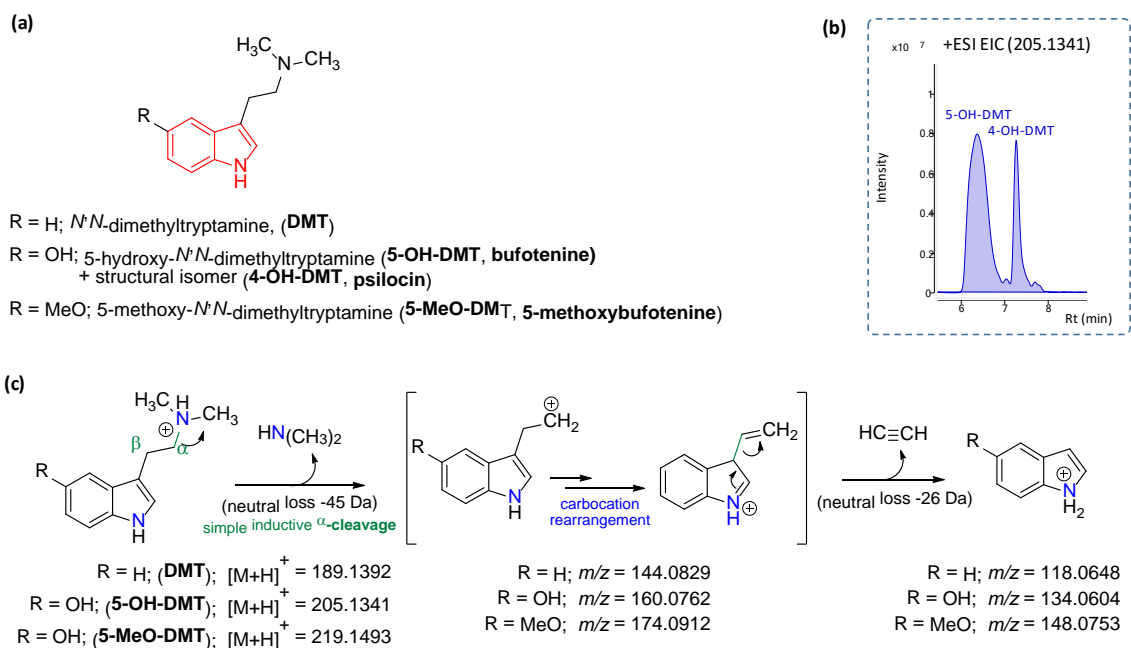 (a)
H₃C
N
CH₃
R
N
H
R = H; N,N-dimethyltryptamine, (DMT)
R = OH; 5-hydroxy-N,N-dimethyltryptamine (5-OH-DMT, bufotenine)
+ structural isomer (4-OH-DMT, psilocin)
R = MeO; 5-methoxy-N,N-dimethyltryptamine (5-MeO-DMT, 5-methoxybufotenine)
(b)
x10 7 +ESI EIC (205.1341)
1
5-OH-DMT
0.8
4-OH-DMT
0.6
0.4
0.2
0
Intensity
6 7 8
Rt (min)
(c)
H₃C H
N CH₃
⊕
β
α
R
N
H
HN(CH₃)₂
(neutral loss -45 Da)
simple inductive α-cleavage
⊕
CH₂
R
N
H
carbocation
rearrangement
CH₂
N
H
⊕
HC≡CH
(neutral loss -26 Da)
R
⊕
N
H₂
R = H; (DMT); [M+H]⁺ = 189.1392
R = OH; (5-OH-DMT); [M+H]⁺ = 205.1341
R = OH; (5-MeO-DMT); [M+H]⁺ = 219.1493
R = H; m/z = 144.0829
R = OH; m/z = 160.0762
R = MeO; m/z = 174.0912
R = H; m/z = 118.0648
R = OH; m/z = 134.0604
R = MeO; m/z = 148.0753